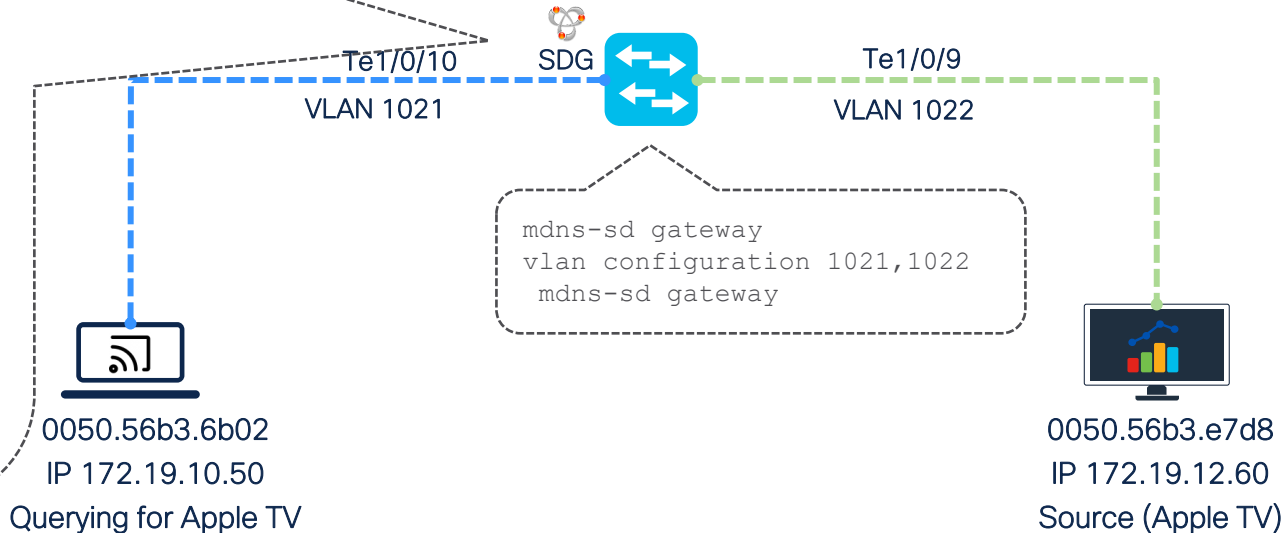 SDG
Te1/0/10
VLAN 1021
Te1/0/9
VLAN 1022
mdns-sd gateway
vlan configuration 1021,1022
mdns-sd gateway
0050.56b3.6b02
IP 172.19.10.50
Querying for Apple TV
0050.56b3.e7d8
IP 172.19.12.60
Source (Apple TV)